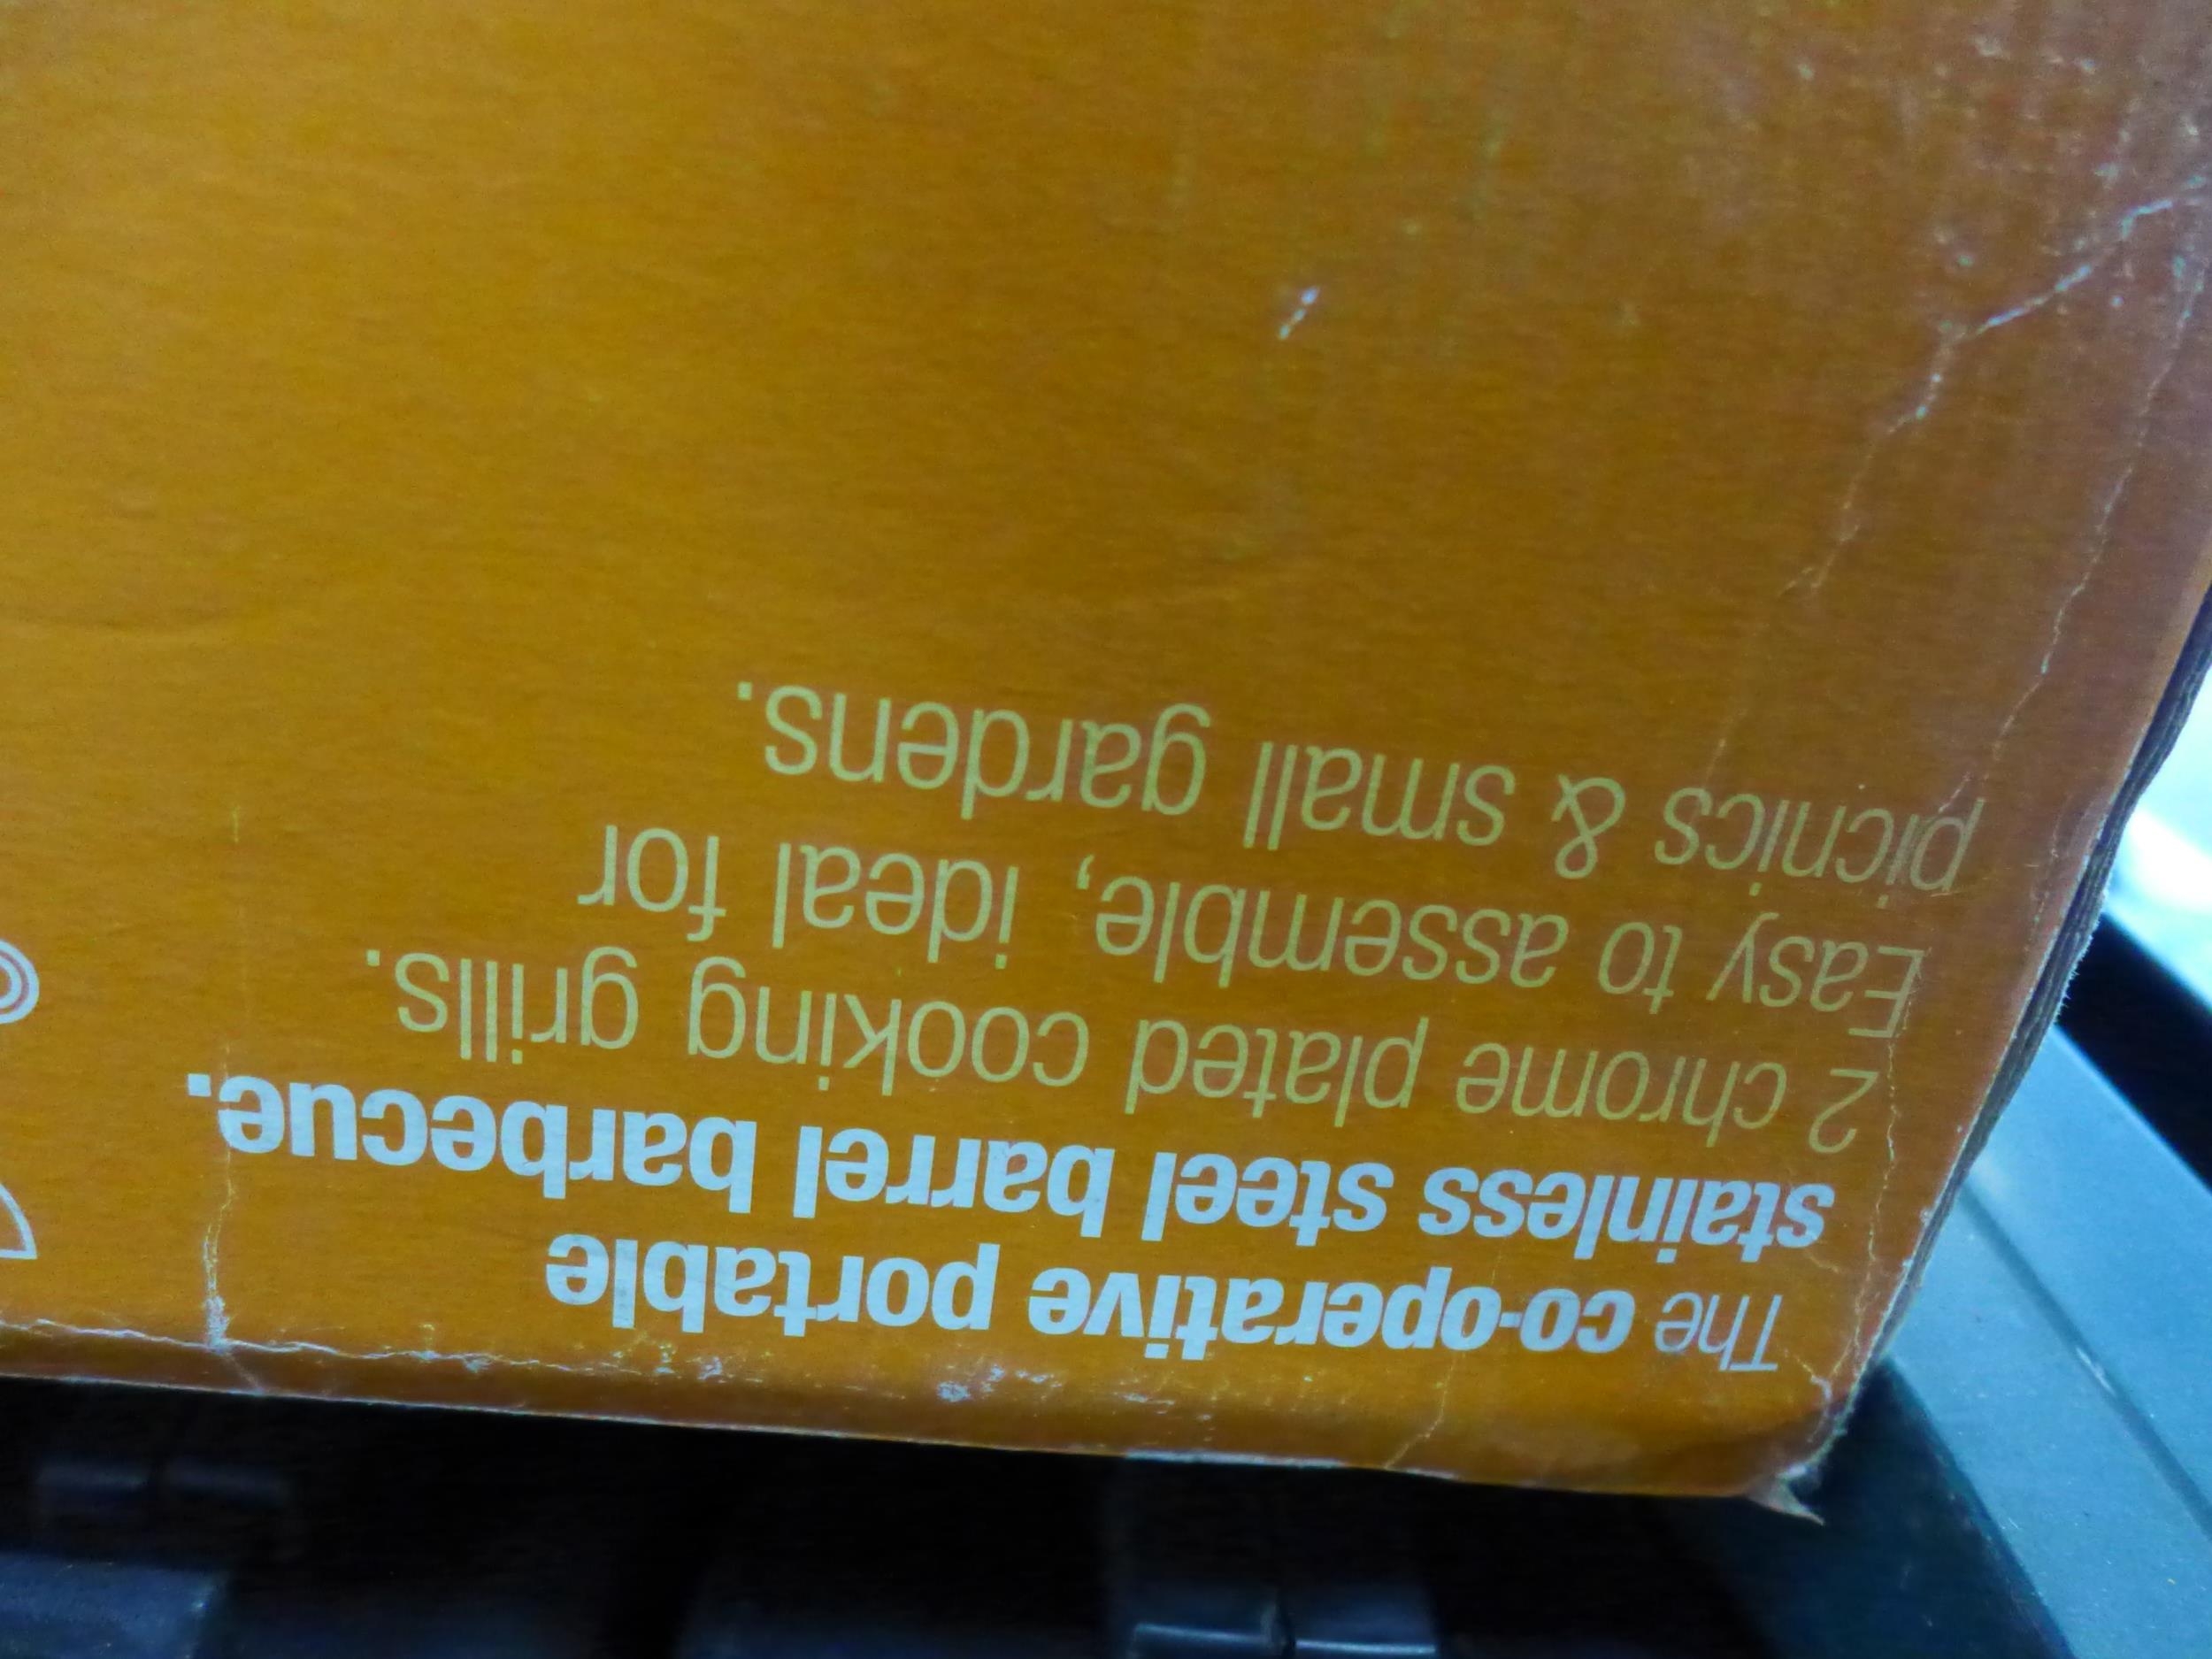 The co-operative portable
stainless steel barrel barbecue.
2 chrome plated cooking grills.
Easy to assemble, ideal for
picnics & small gardens.